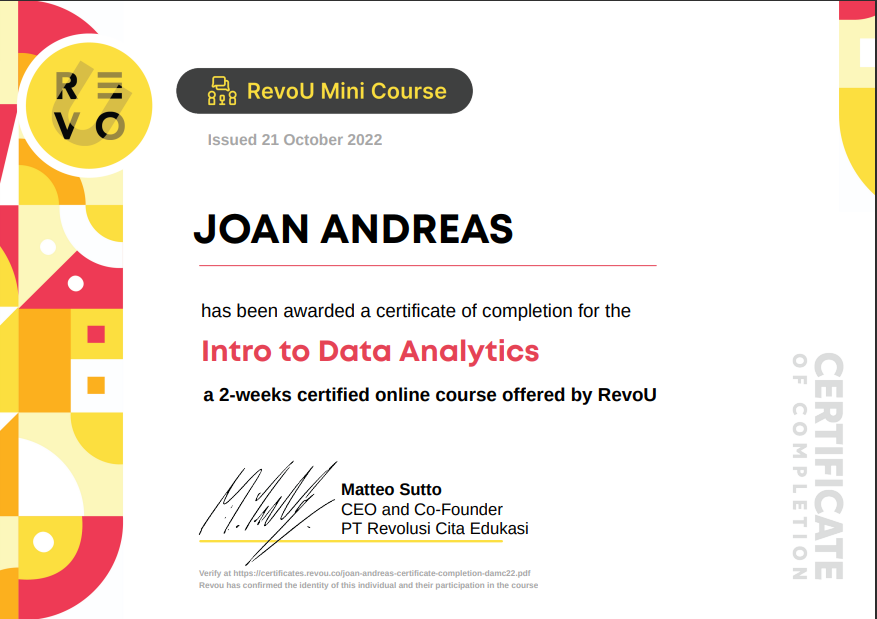 RE
VO
RevoU Mini Course
Issued 21 October 2022
JOAN ANDREAS
has been awarded a certificate of completion for the
Intro to Data Analytics
a 2-weeks certified online course offered by RevoU
Matteo Sutto
CEO and Co-Founder
PT Revolusi Cita Edukasi
Verify at https://certificates.revou.co/joan-andreas-certificate-completion-damc22.pdf
Revou has confirmed the identity of this individual and their participation in the course
CERTIFICATE
OF COMPLETION